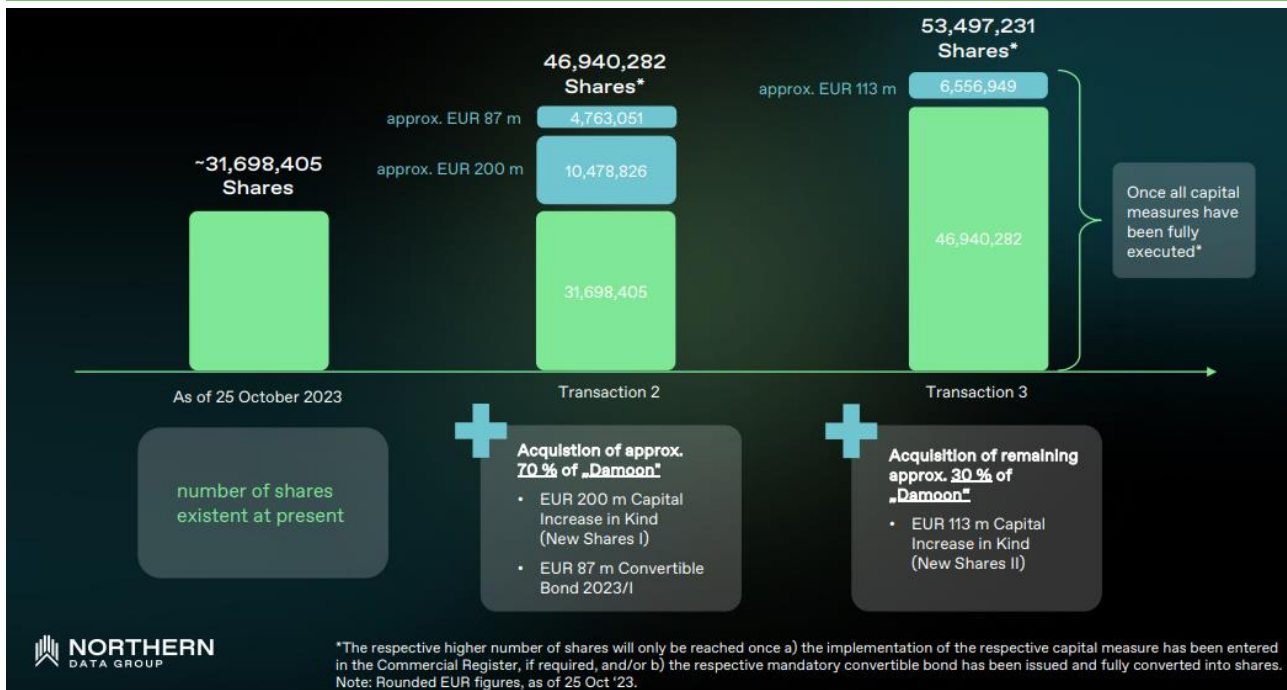 53,497,231
Shares*
46,940,282
Shares*
approx. EUR 113 m
6,556,949
approx. EUR 87 m
4,763,051
~31,698,405
Shares
approx. EUR 200 m
10,478,826
Once all capital
measures have
been fully
executed*
46,940,282
31,698,405
As of 25 October 2023
Transaction 2
Transaction 3
number of shares
existent at present
Acquistion of approx.
70 % of „Damoon"
• EUR 200 m Capital
Increase in Kind
(New Shares I)
• EUR 87 m Convertible
Bond 2023/I
Acquisition of remaining
approx. 30 % of
„Damoon"
• EUR 113 m Capital
Increase in Kind
(New Shares II)
NORTHERN
DATA GROUP
*The respective higher number of shares will only be reached once a) the implementation of the respective capital measure has been entered
in the Commercial Register, if required, and/or b) the respective mandatory convertible bond has been issued and fully converted into shares.
Note: Rounded EUR figures, as of 25 Oct '23.